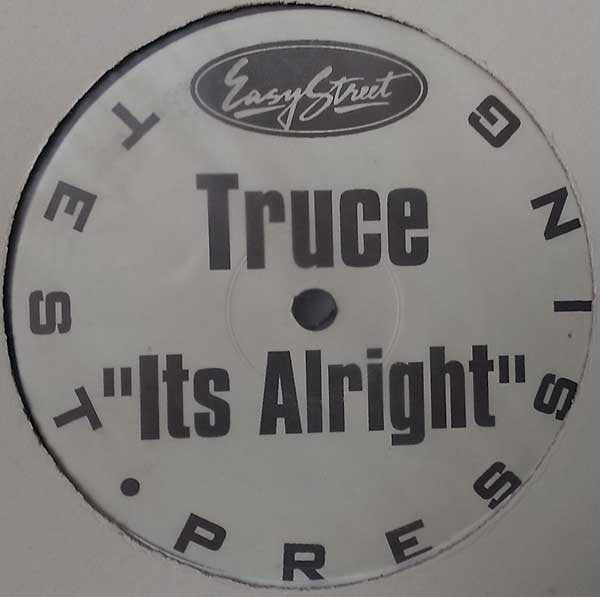 Easy Street
Truce
"Its Alright"
TEST • PRESSING